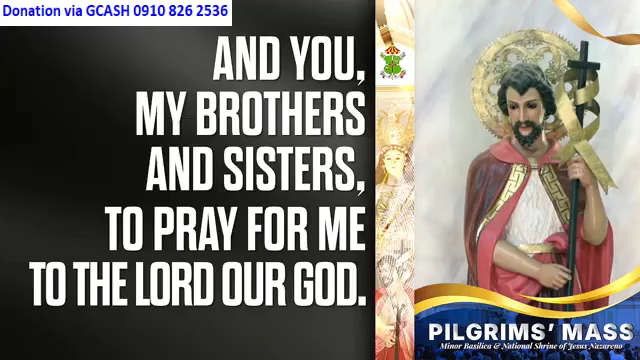 Donation via GCASH 0910 826 2536
AND YOU,
MY BROTHERS
AND SISTERS,
TO PRAY FOR ME
TO THE LORD OUR GOD.
PILGRIMS' MASS
Minor Basilica & National Shrine of Jesus Nazareno